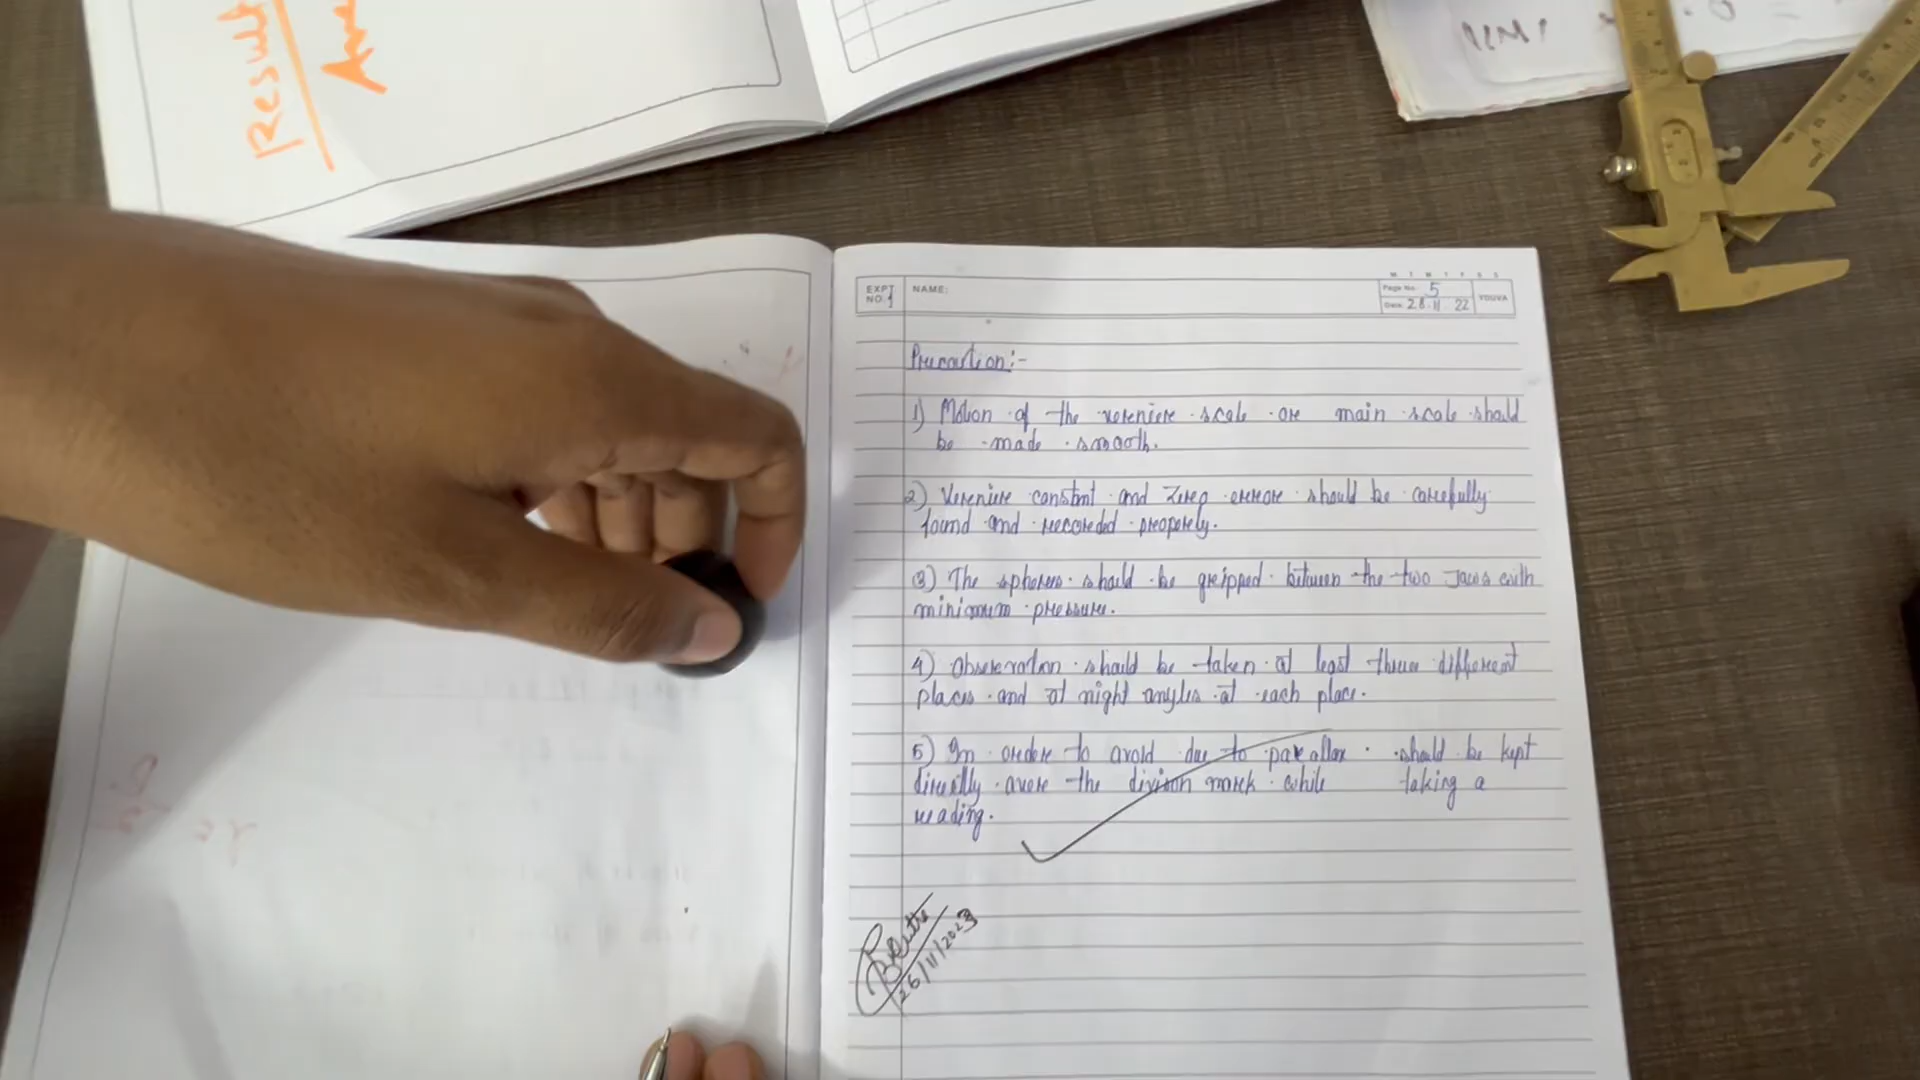 Result
EXPT NO. 1 NAME:
M T W T F S S
Page No. 5
Date: 28.11.22
YOUVA
Precaution:-
1) Motion of the verniere scale ore main scale should
be made smooth.
2) Verniere constant and Zero errore should be carefully
found and recorded properly.
3) The spheres should be gripped between the two Jaws with
minimum pressure.
4) Observation should be taken at least three different
places and at right angles at each place.
5) In ordere to avoid due to parallax should be kept
directly overe the division mark while taking a
reading.
26/11/2023